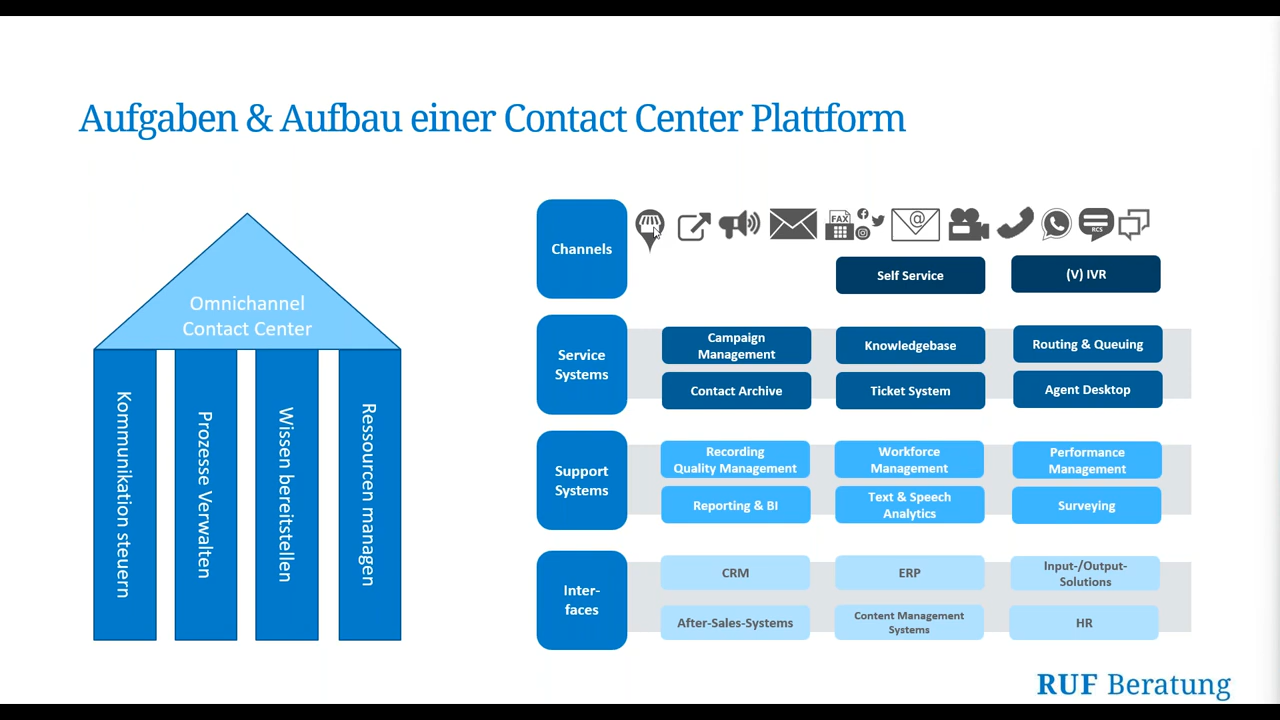 Aufgaben & Aufbau einer Contact Center Plattform
Omnichannel
Contact Center
Kommunikation steuern
Prozesse Verwalten
Wissen bereitstellen
Ressourcen managen
Channels
FAX
@
RCS
Self Service
(V) IVR
Service
Systems
Campaign
Management
Knowledgebase
Routing & Queuing
Contact Archive
Ticket System
Agent Desktop
Support
Systems
Recording
Quality Management
Workforce
Management
Performance
Management
Reporting & BI
Text & Speech
Analytics
Surveying
Inter-
faces
CRM
ERP
Input-/Output-
Solutions
After-Sales-Systems
Content Management
Systems
HR
RUF Beratung